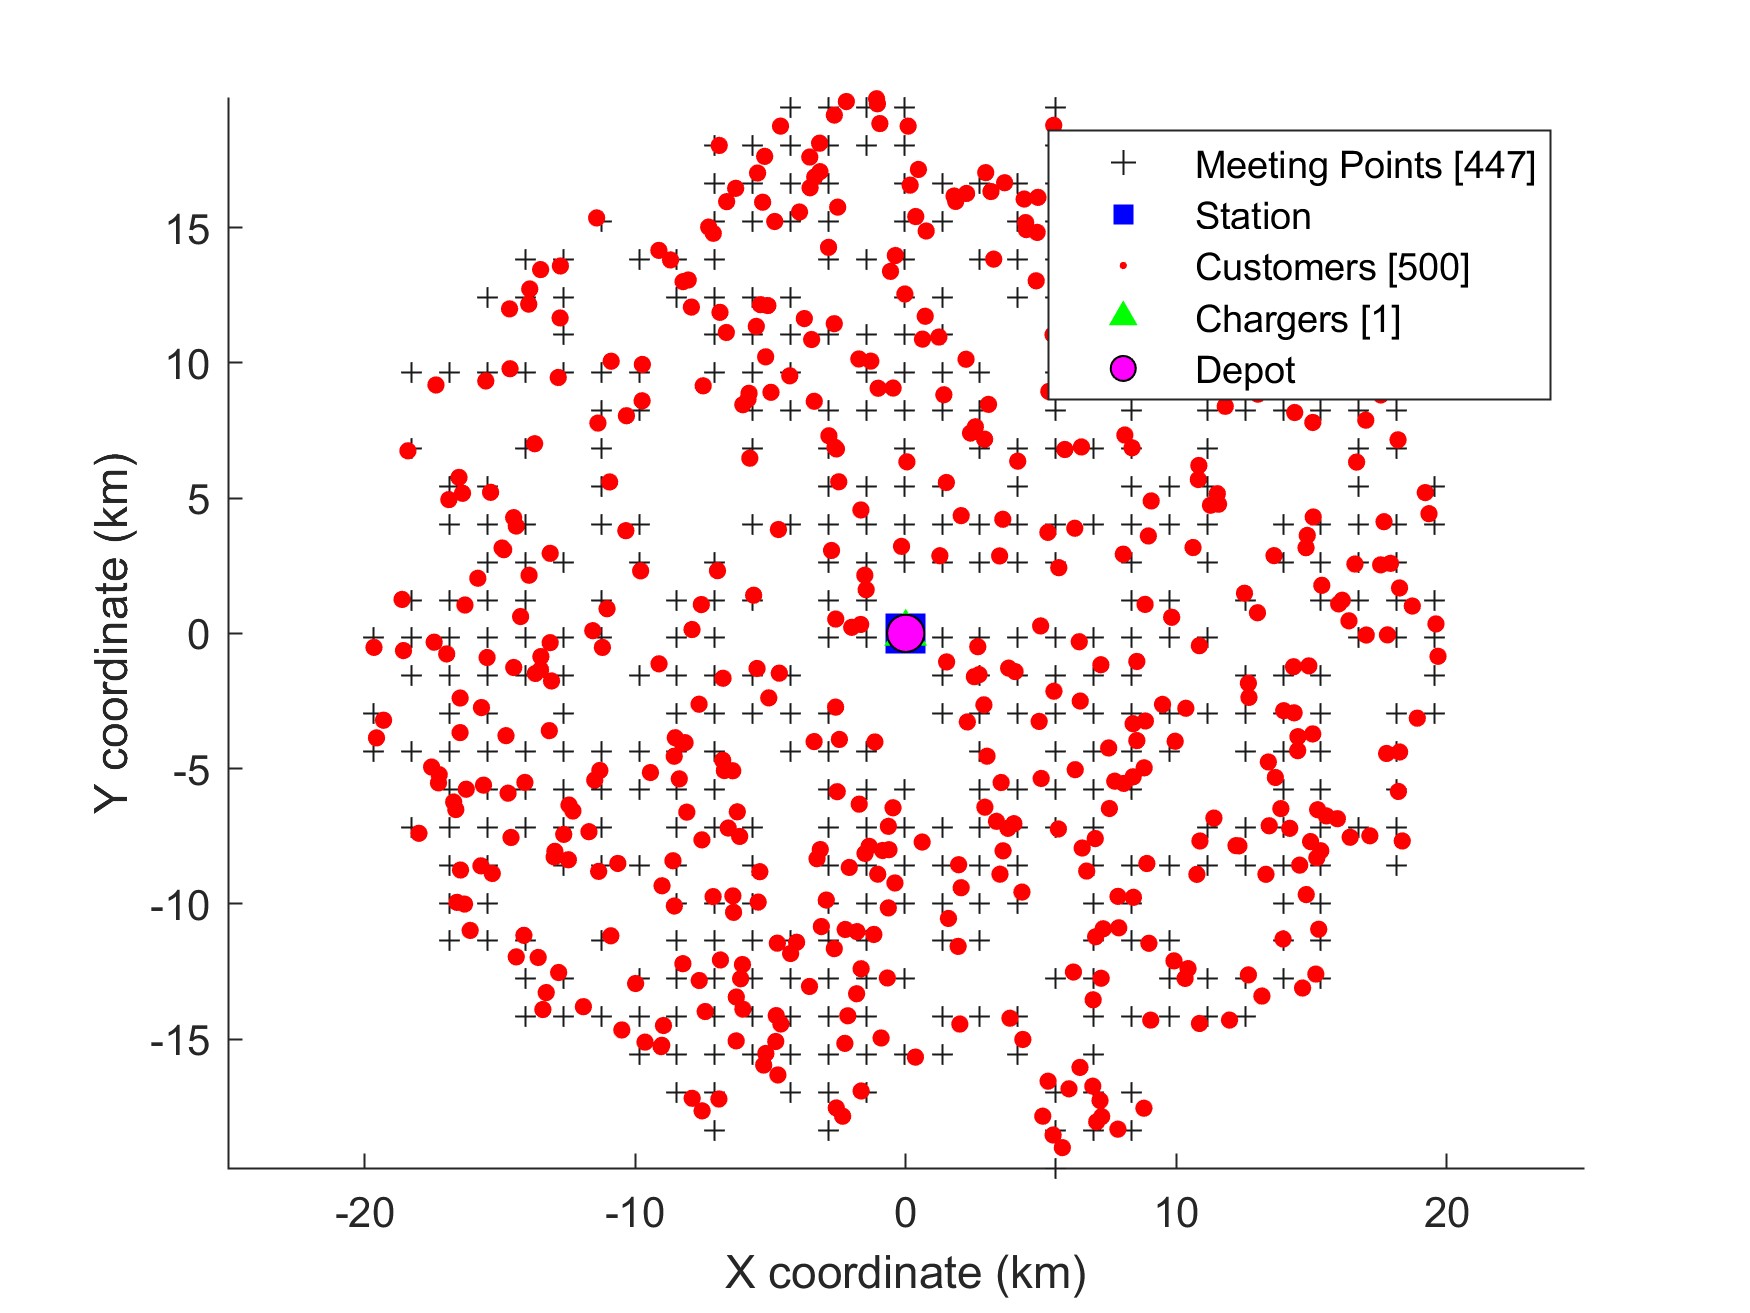 Meeting Points [447]
Station
Customers [500]
Chargers [1]
Depot
15
10
5
0
-5
-10
-15
Y coordinate (km)
-20
-10
0
10
20
X coordinate (km)